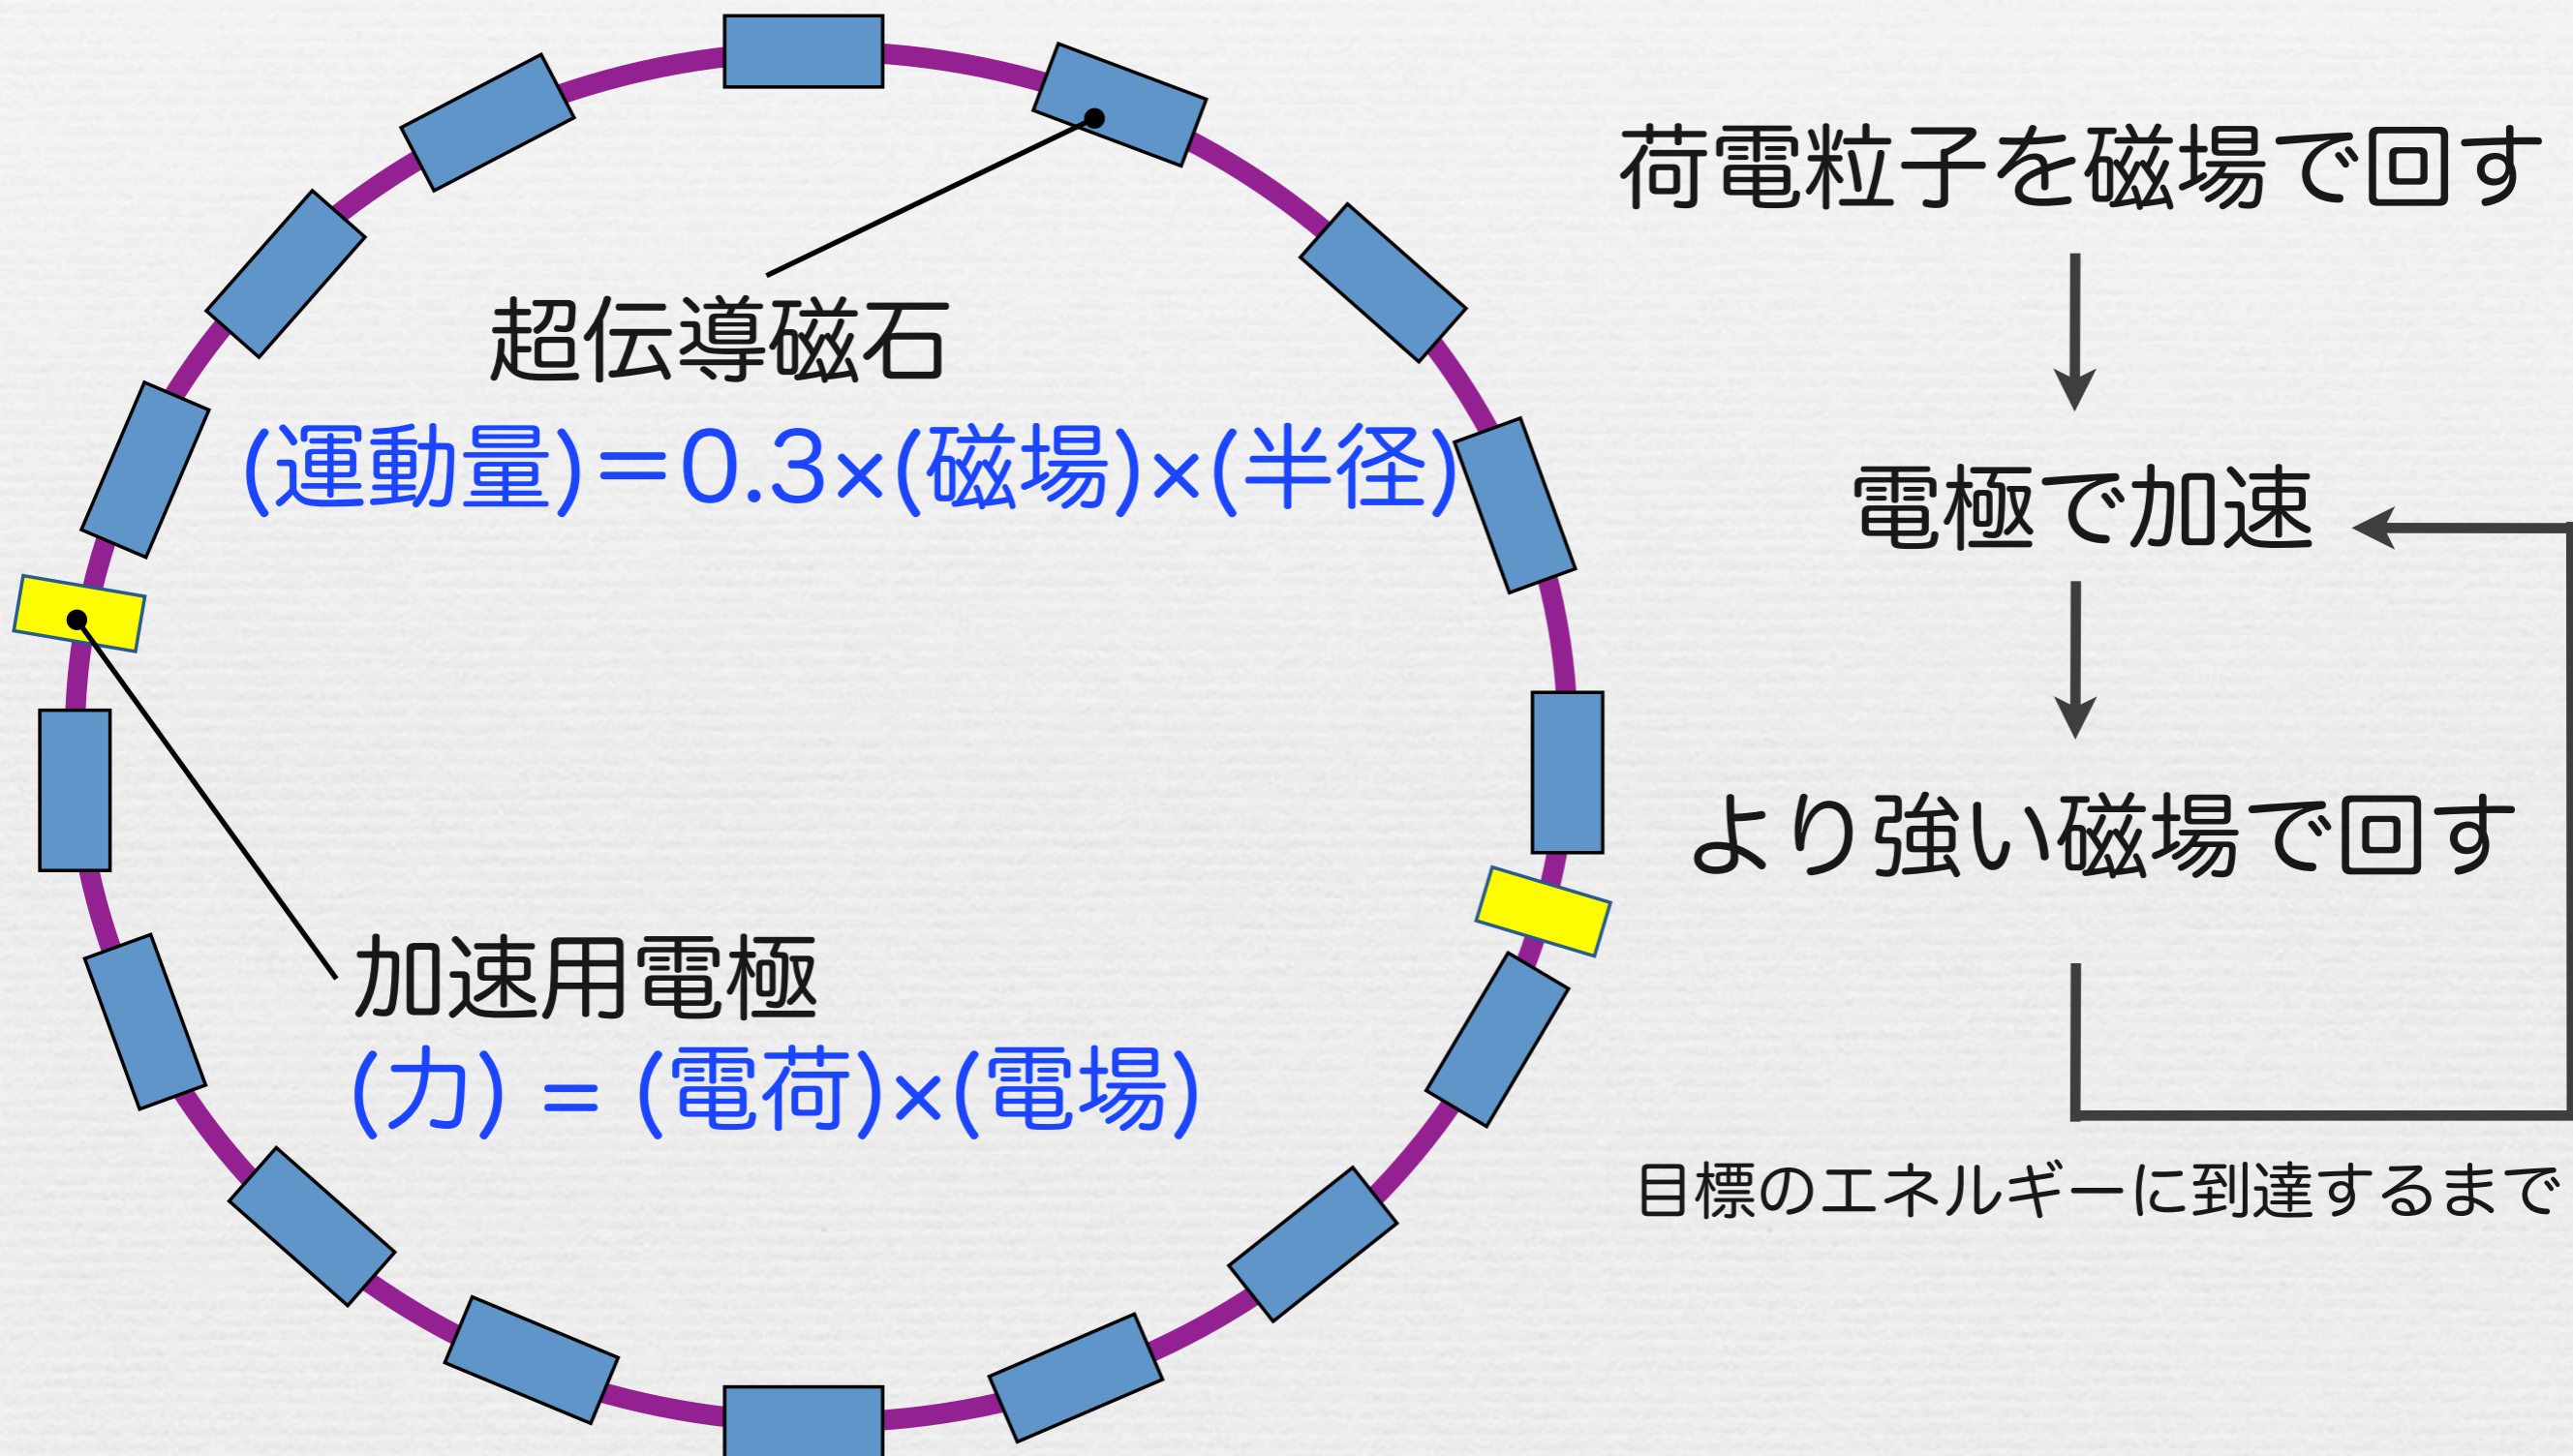 超伝導磁石
(運動量)＝0.3×(磁場)×(半径)
加速用電極
(力) = (電荷)×(電場)
荷電粒子を磁場で回す
電極で加速
より強い磁場で回す
目標のエネルギーに到達するまで